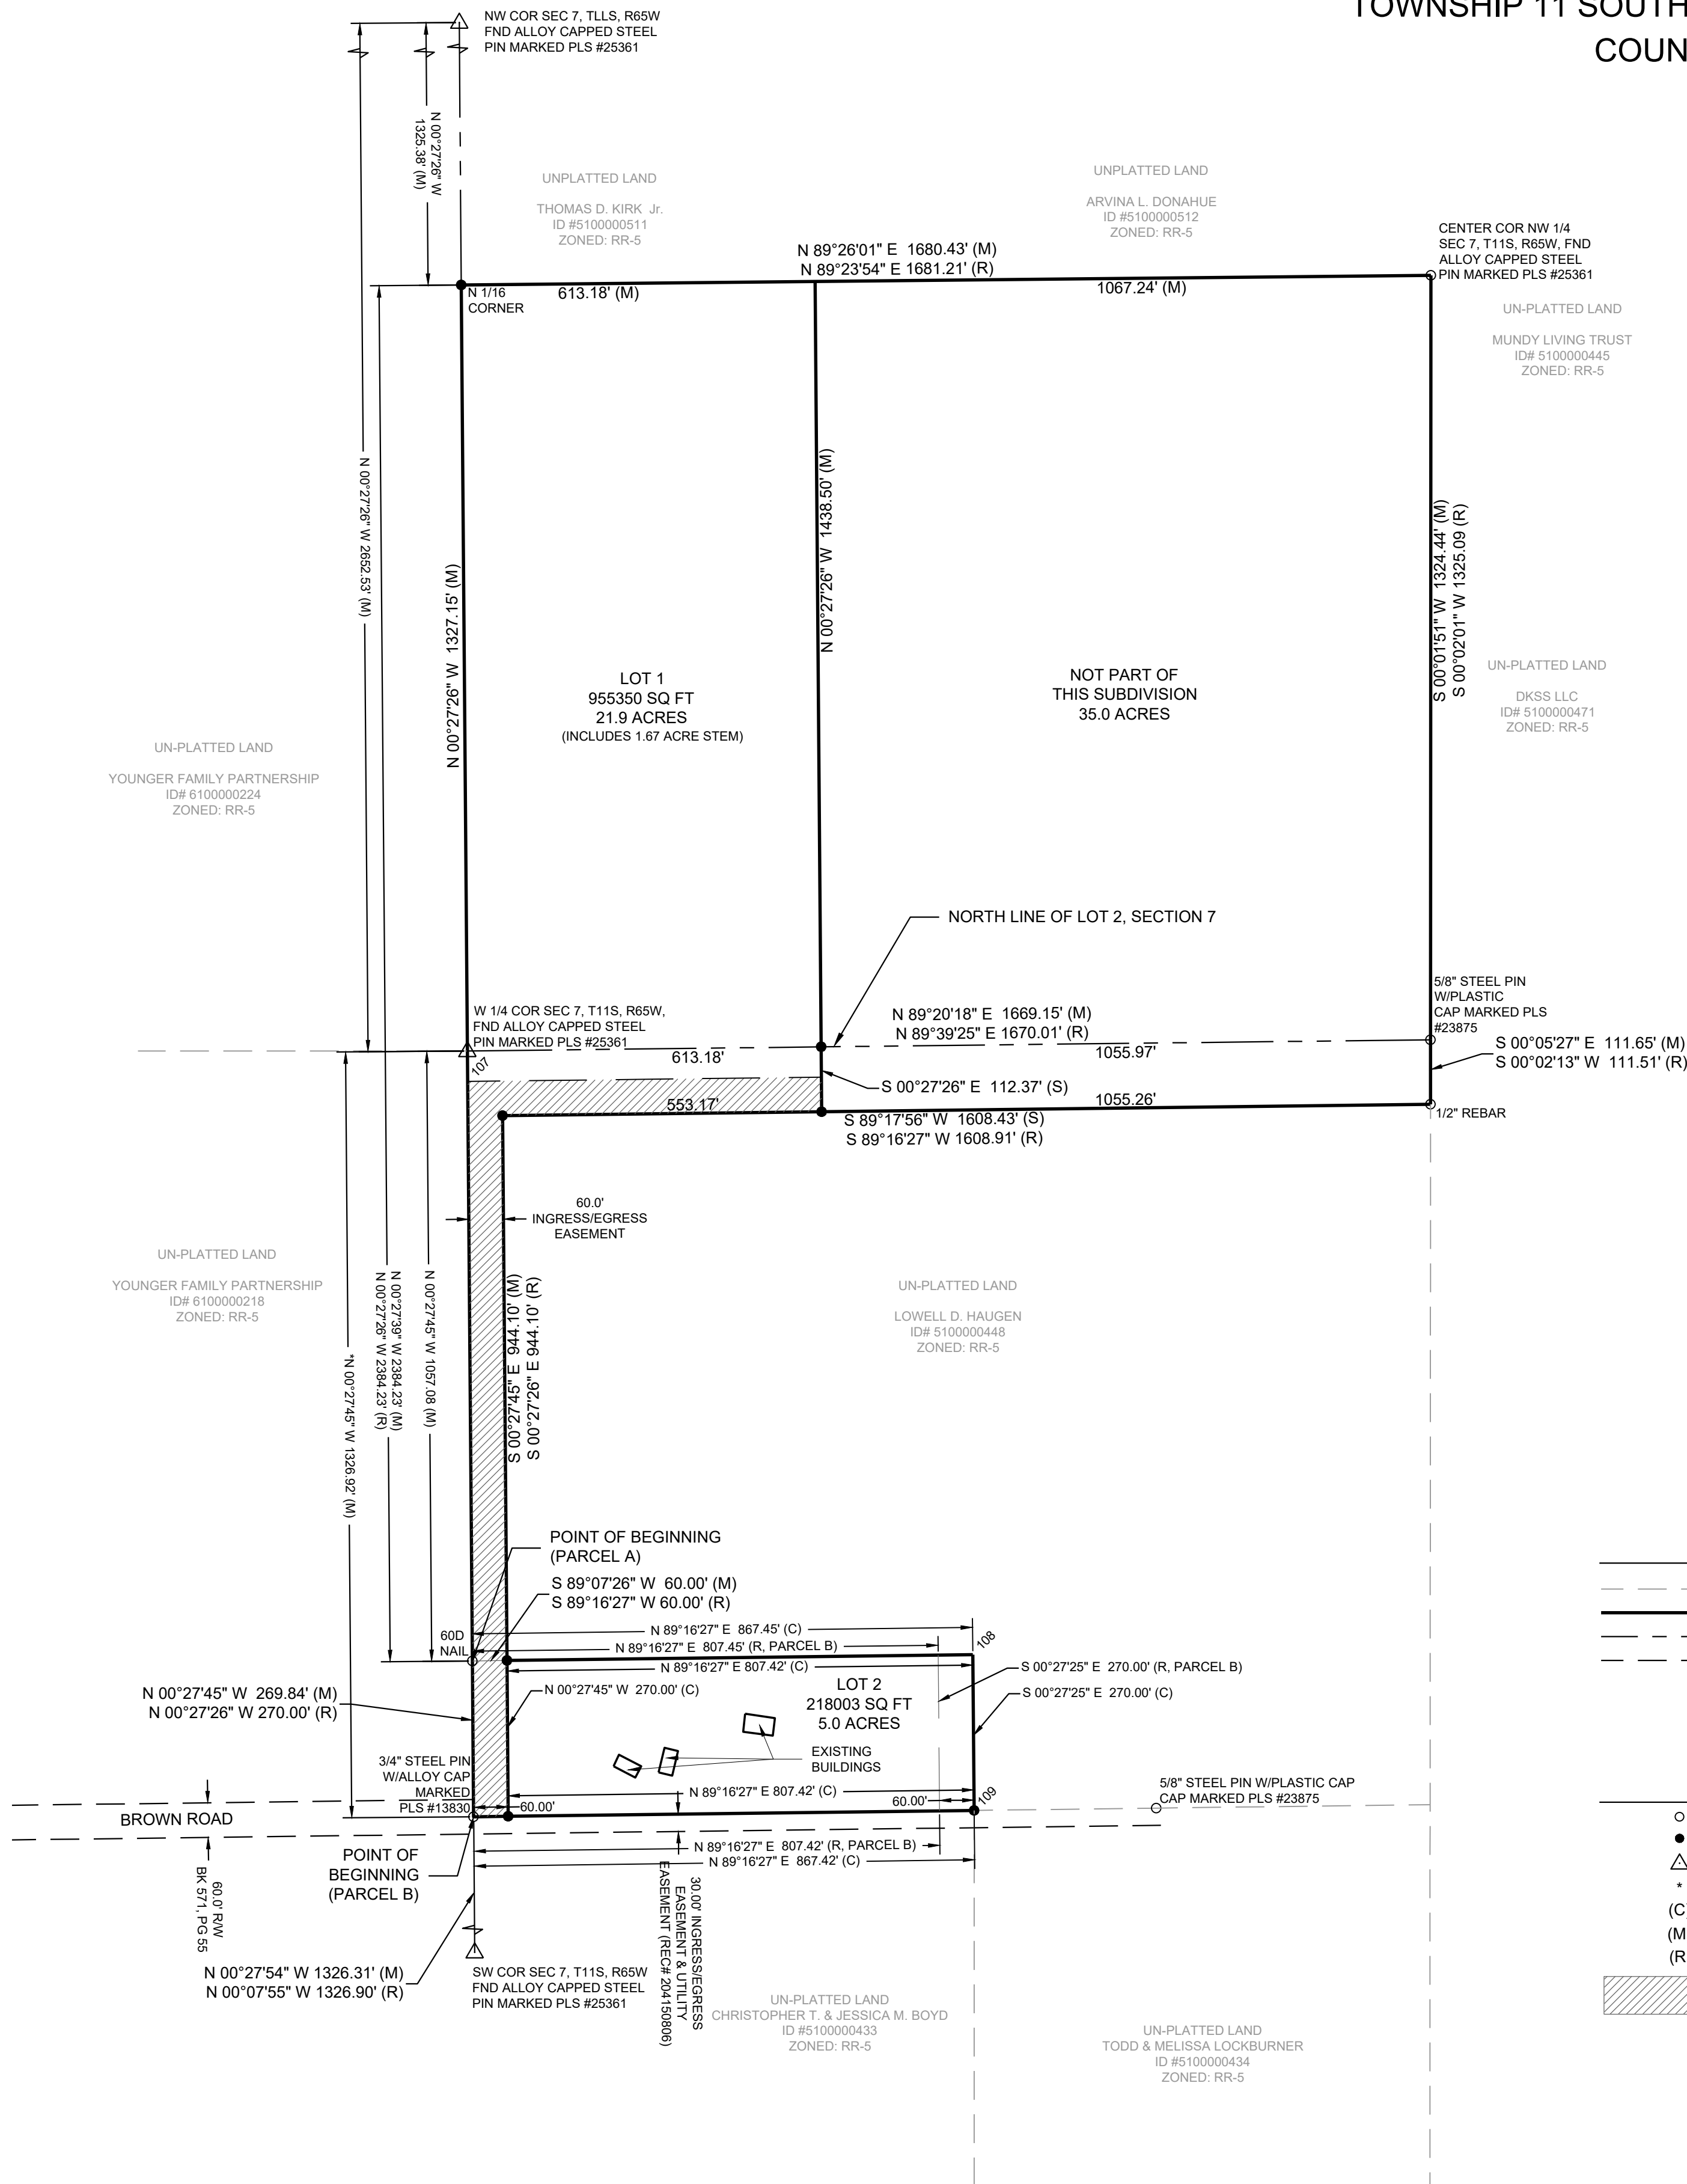 TOWNSHIP 11 SOUTH
COUN
NW COR SEC 7, TLLS, R65W
FND ALLOY CAPPED STEEL
PIN MARKED PLS #25361
N 00°27'26" W
1325.38' (M)
UNPLATTED LAND
THOMAS D. KIRK Jr.
ID #5100000511
ZONED: RR-5
UNPLATTED LAND
ARVINA L. DONAHUE
ID #5100000512
ZONED: RR-5
N 89°26'01" E 1680.43' (M)
N 89°23'54" E 1681.21' (R)
CENTER COR NW 1/4
SEC 7, T11S, R65W, FND
ALLOY CAPPED STEEL
PIN MARKED PLS #25361
N 1/16
CORNER
613.18' (M)
1067.24' (M)
UN-PLATTED LAND
MUNDY LIVING TRUST
ID# 5100000445
ZONED: RR-5
N 00°27'26" W 2652.53' (M)
N 00°27'26" W 1327.15' (M)
N 00°27'26" W 1438.50' (M)
S 00°01'51" W 1324.44' (M)
S 00°02'01" W 1325.09 (R)
LOT 1
955350 SQ FT
21.9 ACRES
(INCLUDES 1.67 ACRE STEM)
NOT PART OF
THIS SUBDIVISION
35.0 ACRES
UN-PLATTED LAND
DKSS LLC
ID# 5100000471
ZONED: RR-5
UN-PLATTED LAND
YOUNGER FAMILY PARTNERSHIP
ID# 6100000224
ZONED: RR-5
NORTH LINE OF LOT 2, SECTION 7
W 1/4 COR SEC 7, T11S, R65W,
FND ALLOY CAPPED STEEL
PIN MARKED PLS #25361
107
613.18'
N 89°20'18" E 1669.15' (M)
N 89°39'25" E 1670.01' (R)
1055.97'
5/8" STEEL PIN
W/PLASTIC
CAP MARKED PLS
#23875
S 00°05'27" E 111.65' (M)
S 00°02'13" W 111.51' (R)
S 00°27'26" E 112.37' (S)
553.17'
1055.26'
S 89°17'56" W 1608.43' (S)
S 89°16'27" W 1608.91' (R)
1/2" REBAR
60.0'
INGRESS/EGRESS
EASEMENT
UN-PLATTED LAND
YOUNGER FAMILY PARTNERSHIP
ID# 6100000218
ZONED: RR-5
*N 00°27'45" W 1326.92' (M)
N 00°27'39" W 2384.23' (M)
N 00°27'26" W 2384.23' (R)
N 00°27'45" W 1057.08 (M)
S 00°27'45" E 944.10' (M)
S 00°27'26" E 944.10' (R)
UN-PLATTED LAND
LOWELL D. HAUGEN
ID# 5100000448
ZONED: RR-5
POINT OF BEGINNING
(PARCEL A)
S 89°07'26" W 60.00' (M)
S 89°16'27" W 60.00' (R)
60D
NAIL
N 89°16'27" E 867.45' (C)
N 89°16'27" E 807.45' (R, PARCEL B)
N 89°16'27" E 807.42' (C)
108
N 00°27'45" W 269.84' (M)
N 00°27'26" W 270.00' (R)
N 00°27'45" W 270.00' (C)
LOT 2
218003 SQ FT
5.0 ACRES
S 00°27'25" E 270.00' (R, PARCEL B)
S 00°27'25" E 270.00' (C)
EXISTING
BUILDINGS
3/4" STEEL PIN
W/ALLOY CAP
MARKED
PLS #13830
60.00'
N 89°16'27" E 807.42' (C)
60.00'
109
5/8" STEEL PIN W/PLASTIC CAP
CAP MARKED PLS #23875
BROWN ROAD
N 89°16'27" E 807.42' (R, PARCEL B)
N 89°16'27" E 867.42' (C)
POINT OF
BEGINNING
(PARCEL B)
60.0' R/W
BK 571, PG 55
30.00' INGRESS/EGRESS
EASEMENT & UTILITY
EASEMENT (REC# 204150806)
N 00°27'54" W 1326.31' (M)
N 00°07'55" W 1326.90' (R)
SW COR SEC 7, T11S, R65W
FND ALLOY CAPPED STEEL
PIN MARKED PLS #25361
UN-PLATTED LAND
CHRISTOPHER T. & JESSICA M. BOYD
ID #5100000433
ZONED: RR-5
UN-PLATTED LAND
TODD & MELISSA LOCKBURNER
ID #5100000434
ZONED: RR-5
*
(C)
(M
(R